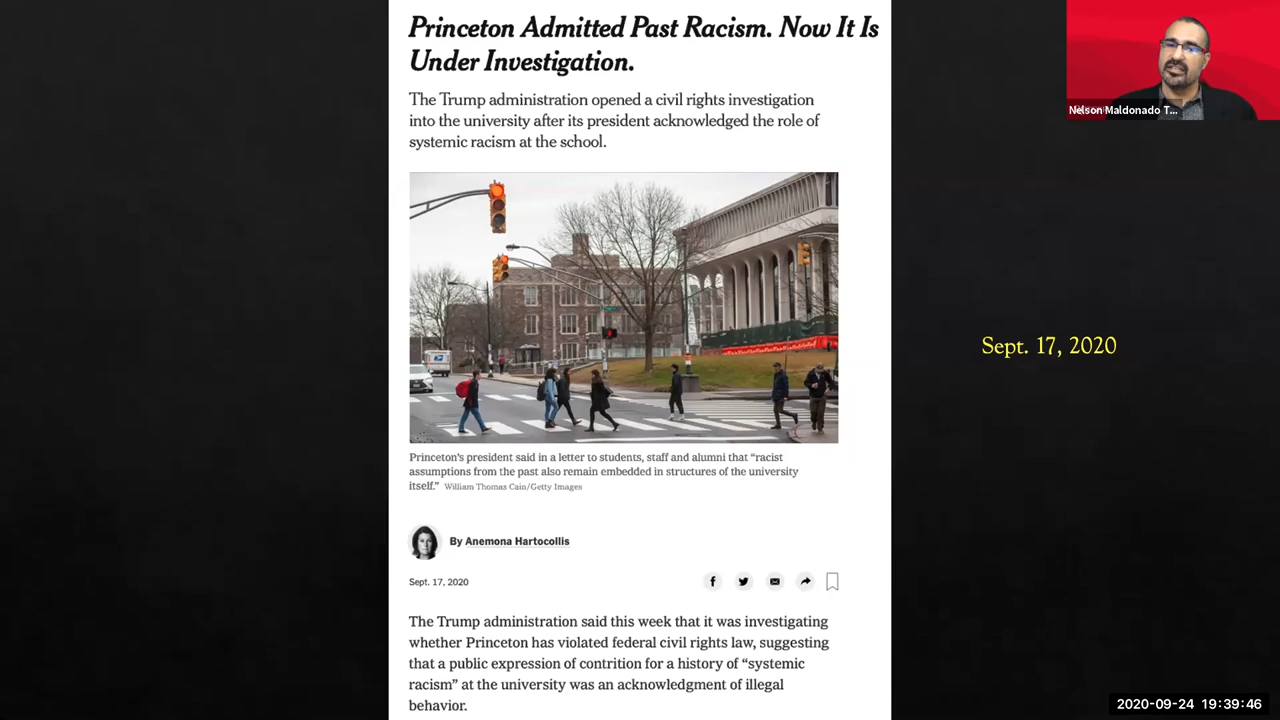 Princeton Admitted Past Racism. Now It Is
Under Investigation.
The Trump administration opened a civil rights investigation
into the university after its president acknowledged the role of
systemic racism at the school.
Princeton's president said in a letter to students, staff and alumni that “racist
assumptions from the past also remain embedded in structures of the university
itself.” William Thomas Cain/Getty Images
By Anemona Hartocollis
Sept. 17, 2020
The Trump administration said this week that it was investigating
whether Princeton has violated federal civil rights law, suggesting
that a public expression of contrition for a history of “systemic
racism” at the university was an acknowledgment of illegal
behavior.
Nelson Maldonado T...
Sept. 17, 2020
2020-09-24 19:39:46